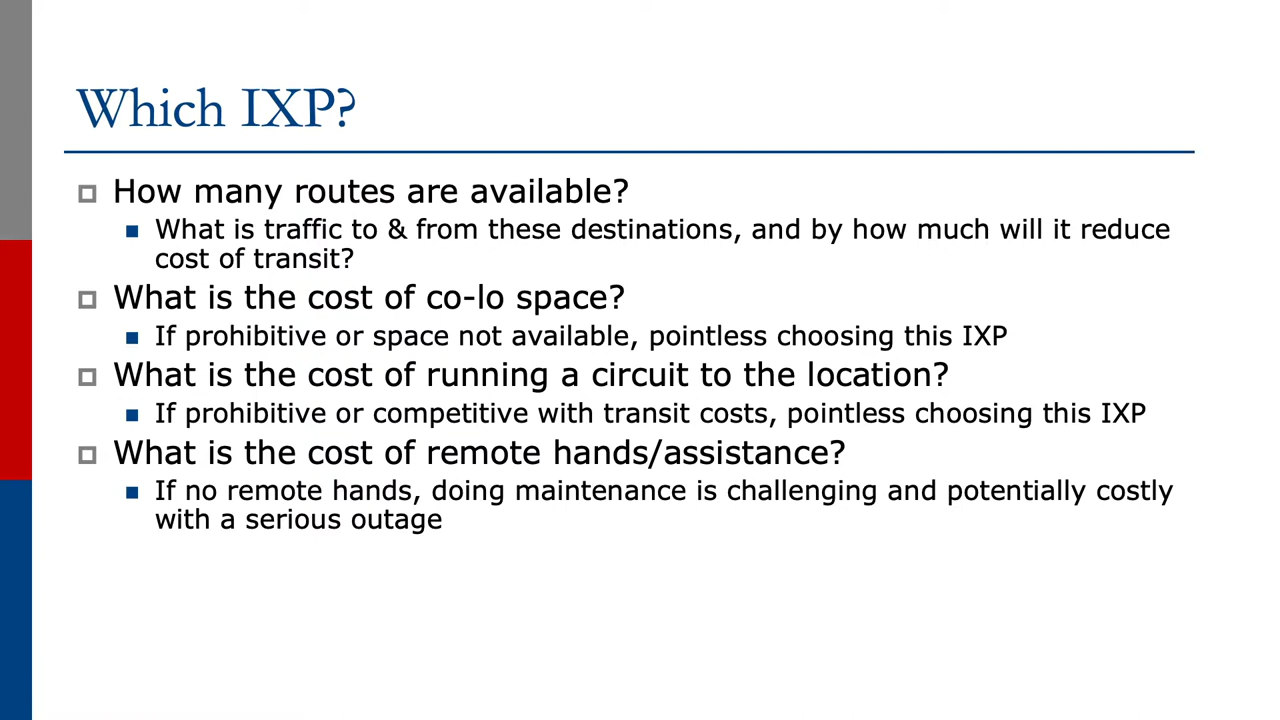 Which IXP?
How many routes are available?
What is traffic to & from these destinations, and by how much will it reduce
cost of transit?
What is the cost of co-lo space?
If prohibitive or space not available, pointless choosing this IXP
What is the cost of running a circuit to the location?
If prohibitive or competitive with transit costs, pointless choosing this IXP
What is the cost of remote hands/assistance?
If no remote hands, doing maintenance is challenging and potentially costly
with a serious outage